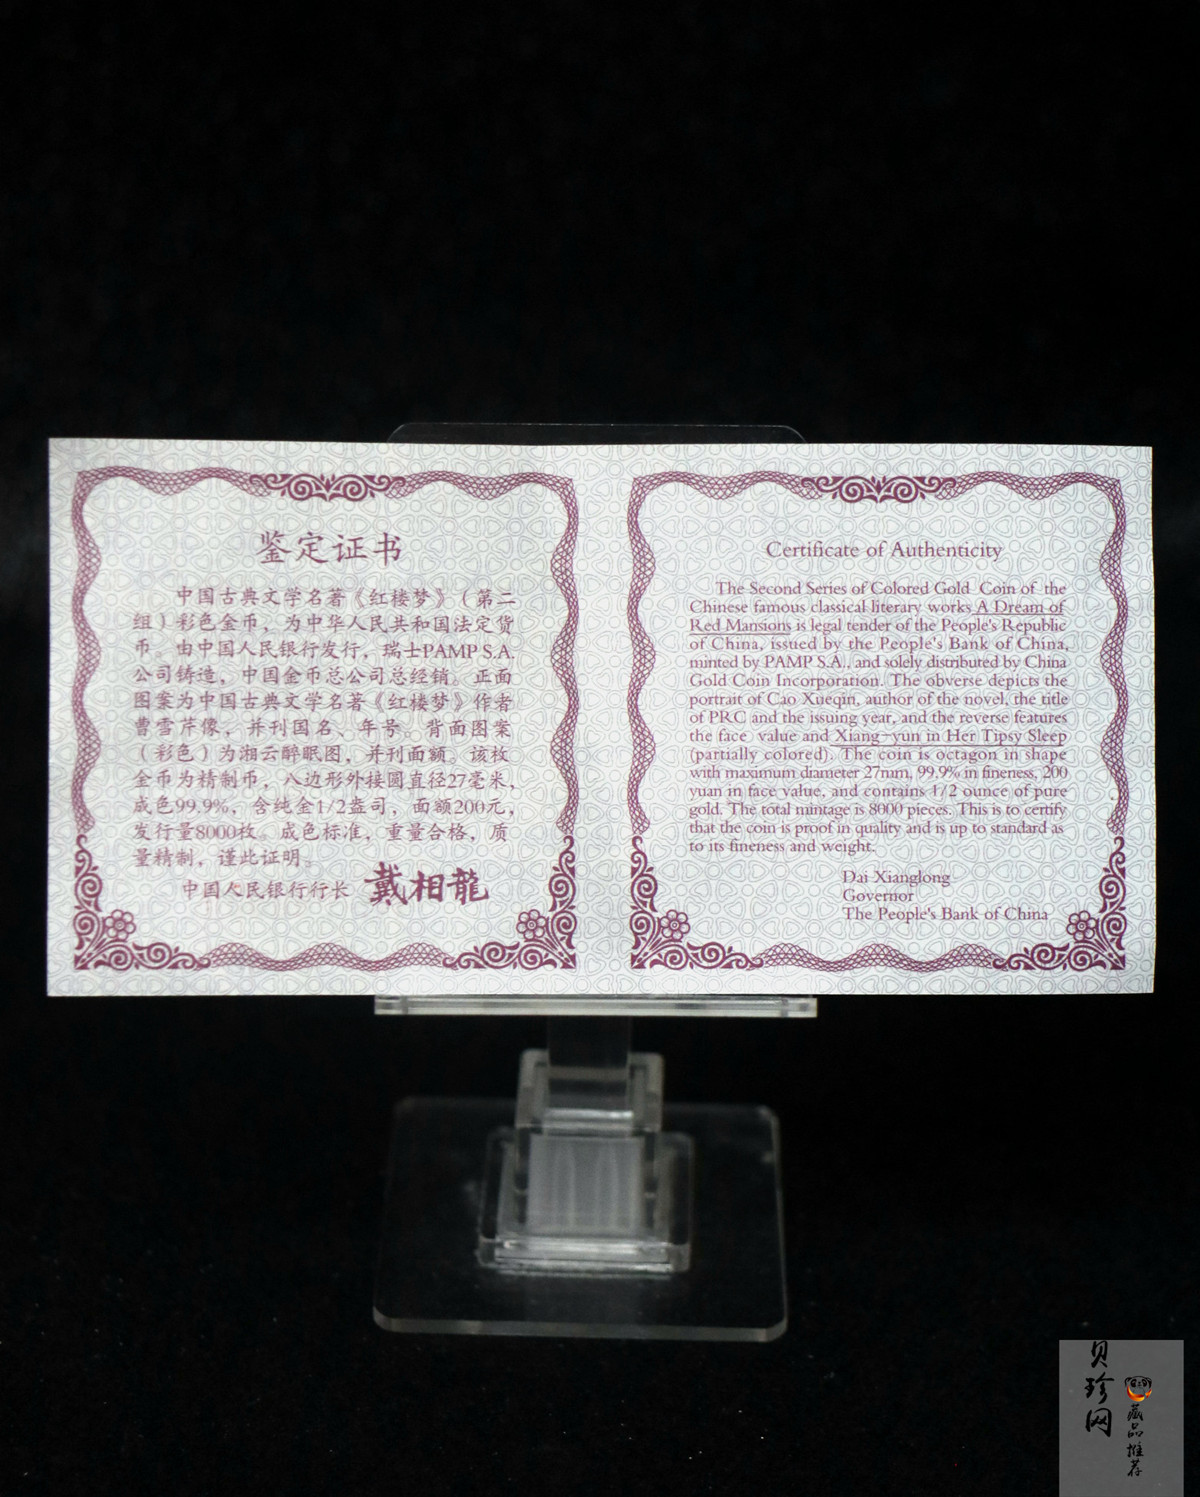 鉴定证书
中国古典文学名著《红楼梦》（第二
组）彩色金币，为中华人民共和国法定货
币。由中国人民银行发行，瑞士PAMP S.A.
公司铸造，中国金币总公司总经销。正面
图案为中国古典文学名著《红楼梦》作者
曹雪芹像，并刊国名、年号。背面图案
（彩色）为湘云醉眠图，并刊面额。该枚
金币为精制币，八边形外接圆直径27毫米，
成色99.9%，含纯金1/2盎司，面额200元，
发行量8000枚。成色标准，重量合格，质
量精制，谨此证明。
中国人民银行行长 戴相龍
Certificate of Authenticity
The Second Series of Colored Gold Coin of the
Chinese famous classical literary works A Dream of
Red Mansions is legal tender of the People's Republic
of China, issued by the People's Bank of China,
minted by PAMP S.A., and solely distributed by China
Gold Coin Incorporation. The obverse depicts the
portrait of Cao Xueqin, author of the novel, the title
of PRC and the issuing year, and the reverse features
the face value and Xiang-yun in Her Tipsy Sleep
(partially colored). The coin is octagon in shape
with maximum diameter 27mm, 99.9% in fineness, 200
yuan in face value, and contains 1/2 ounce of pure
gold. The total mintage is 8000 pieces. This is to certify
that the coin is proof in quality and is up to standard as
to its fineness and weight.
Dai Xianglong
Governor
The People's Bank of China
贝珍网
藏品推荐